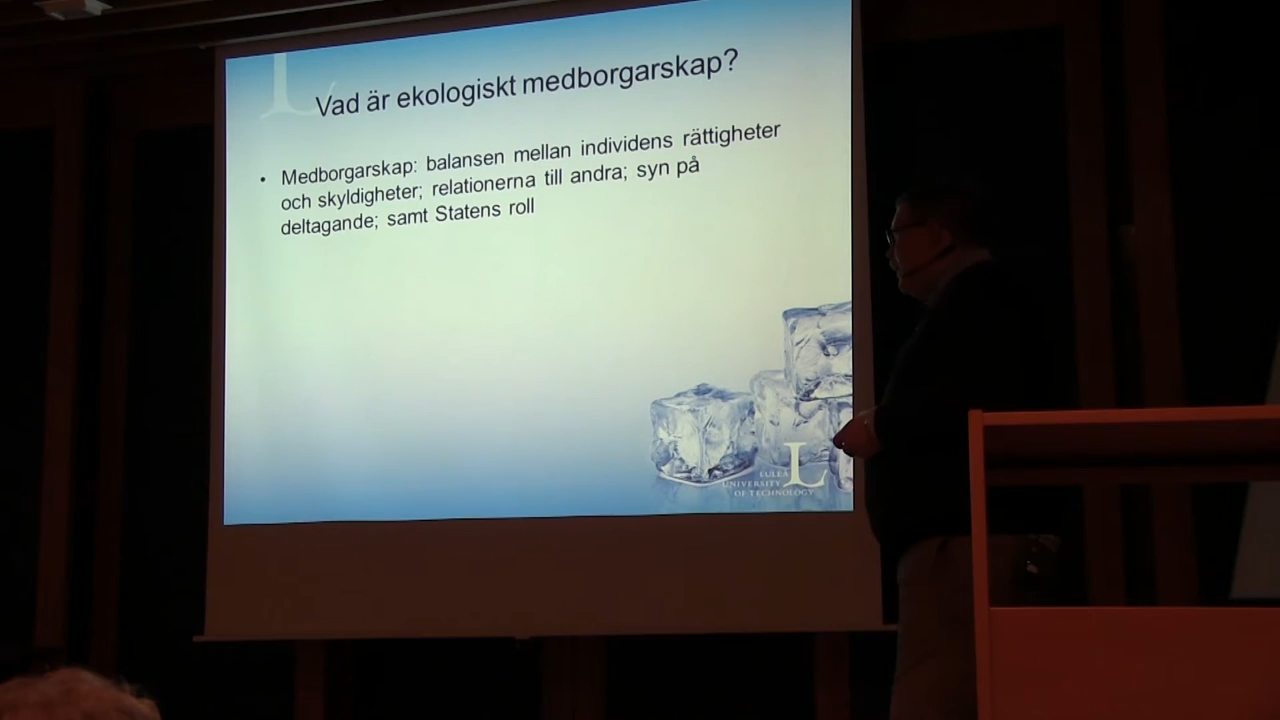 Vad är ekologiskt medborgarskap?
• Medborgarskap: balansen mellan individens rättigheter
och skyldigheter; relationerna till andra; syn på
deltagande; samt Statens roll
L
LULEÅ
UNIVERSITY
OF TECHNOLOGY